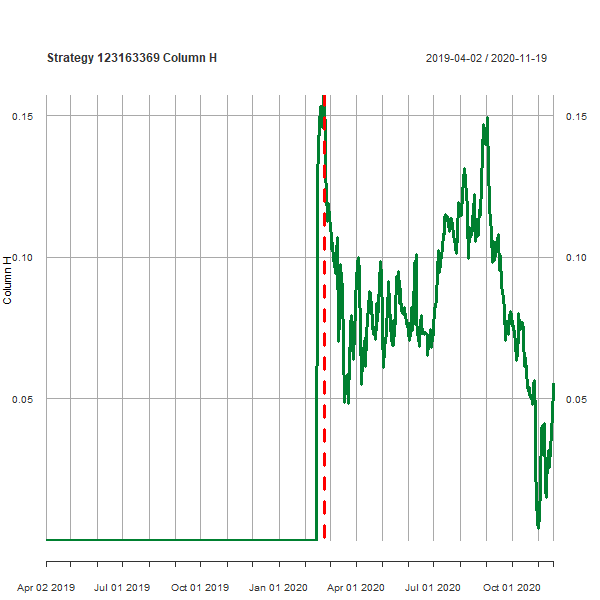 Strategy 123163369 Column H
2019-04-02 / 2020-11-19
0.15
0.15
0.10
0.10
Column H
0.05
0.05
Apr 02 2019
Jul 01 2019
Oct 01 2019
Jan 01 2020
Apr 01 2020
Jul 01 2020
Oct 01 2020